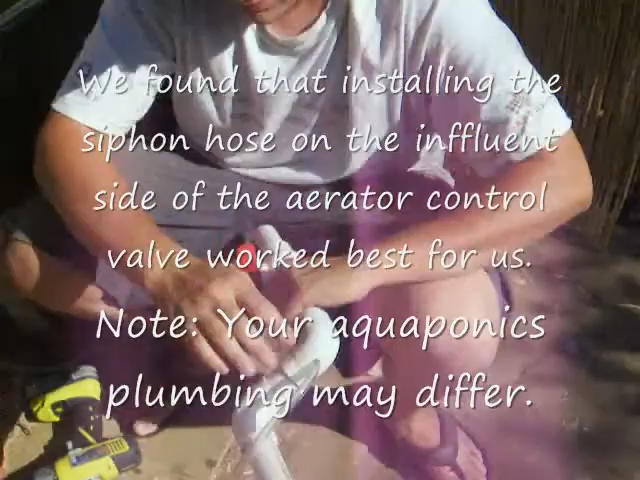 We found that installing the
siphon hose on the inffluent
side of the aerator control
valve worked best for us.
Note: Your aquaponics
plumbing may differ.